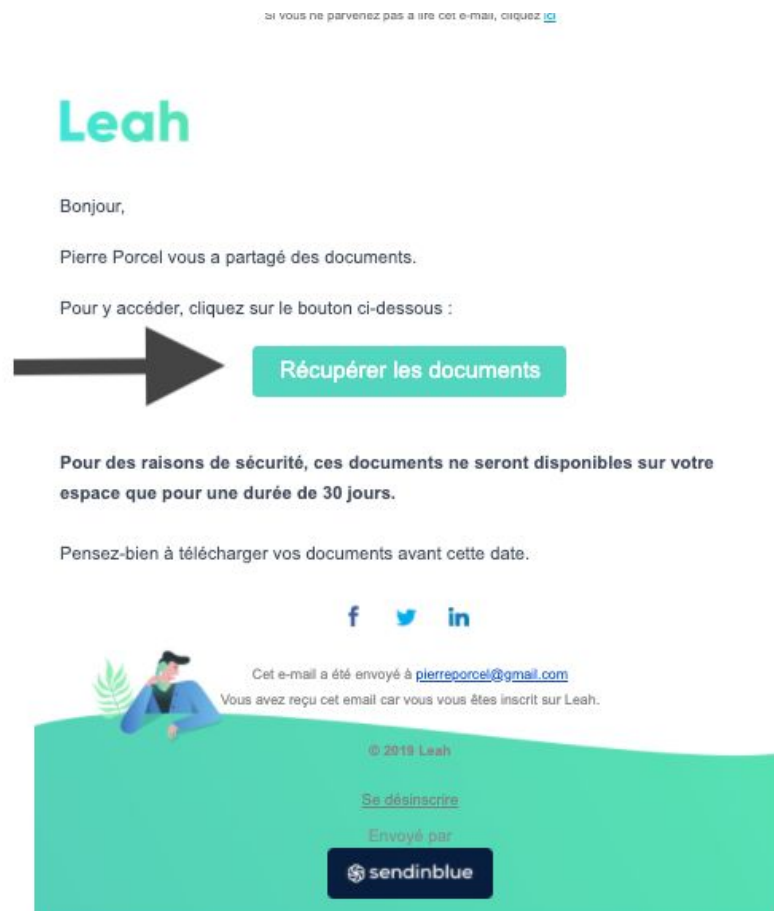 Si vous ne parvenez pas à lire cet e-mail, cliquez ici
Leah
Bonjour,
Pierre Porcel vous a partagé des documents.
Pour y accéder, cliquez sur le bouton ci-dessous :
Récupérer les documents
Pour des raisons de sécurité, ces documents ne seront disponibles sur votre
espace que pour une durée de 30 jours.
Pensez-bien à télécharger vos documents avant cette date.
f in
Cet e-mail a été envoyé à pierreporcel@gmail.com
Vous avez reçu cet email car vous vous êtes inscrit sur Leah.
© 2019 Leah
Se désinscrire
Envoyé par
sendinblue